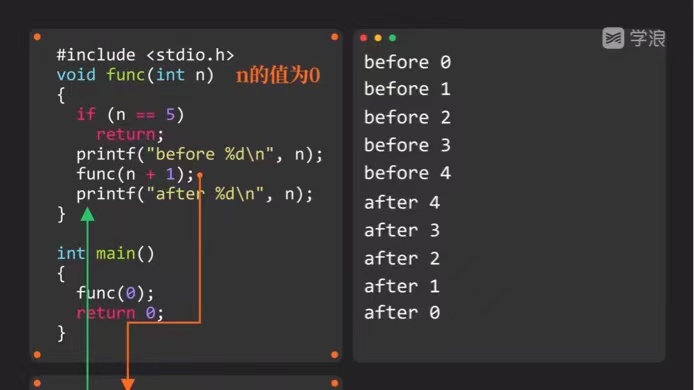 学浪
#include <stdio.h>
void func(int n) n的值为0
{
  if (n == 5)
    return;
  printf("before %d\n", n);
  func(n + 1);
  printf("after %d\n", n);
}

int main()
{
  func(0);
  return 0;
}
before 0
before 1
before 2
before 3
before 4
after 4
after 3
after 2
after 1
after 0